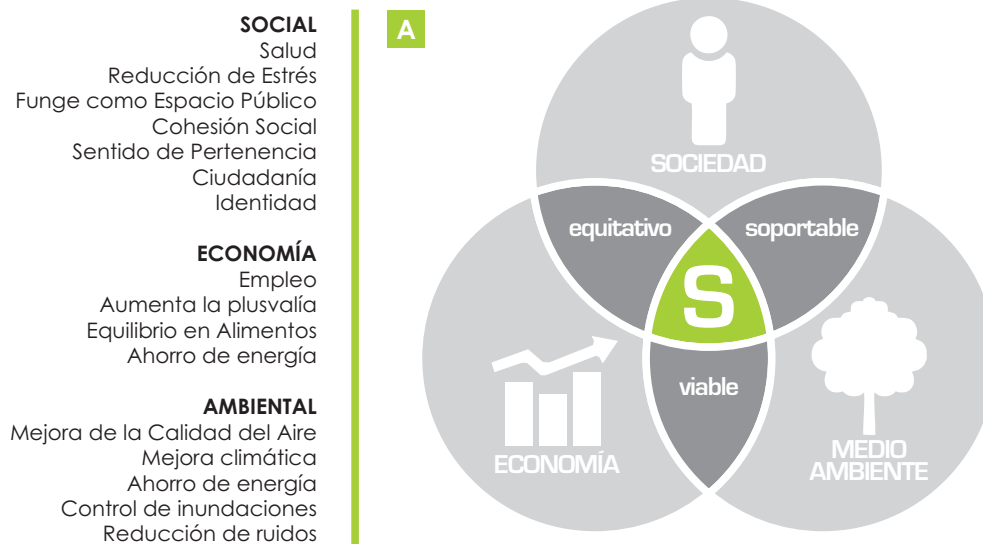 SOCIAL
Salud
Reducción de Estrés
Funge como Espacio Público
Cohesión Social
Sentido de Pertenencia
Ciudadanía
Identidad
ECONOMÍA
Empleo
Aumenta la plusvalía
Equilibrio en Alimentos
Ahorro de energía
AMBIENTAL
Mejora de la Calidad del Aire
Mejora climática
Ahorro de energía
Control de inundaciones
Reducción de ruidos
A
SOCIEDAD
equitativo
soportable
S
viable
ECONOMÍA
MEDIO
AMBIENTE